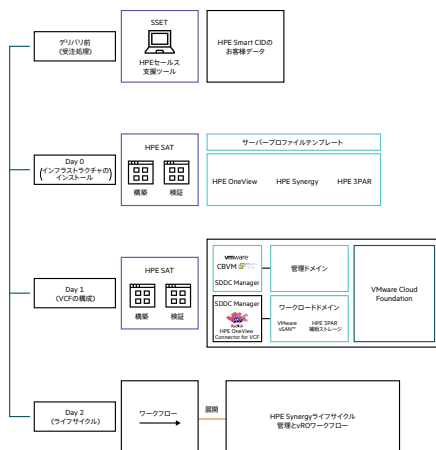 デリバリ前
(受注処理)
SSET
HPEセールス
支援ツール
HPE Smart CIDの
お客様データ
Day 0
(インフラストラクチャの
インストール)
HPE SAT
構築
検証
サーバープロファイルテンプレート
HPE OneView
HPE Synergy
HPE 3PAR
Day 1
(VCFの構成)
HPE SAT
構築
検証
vmware
CBVM
SDDC Manager
管理ドメイン
SDDC Manager
HPE OneView
Connector for VCF
ワークロードドメイン
VMware
vSAN™
HPE 3PAR
補助ストレージ
VMware Cloud
Foundation
Day 2
(ライフサイクル)
ワークフロー
展開
HPE Synergyライフサイクル
管理とvROワークフロー